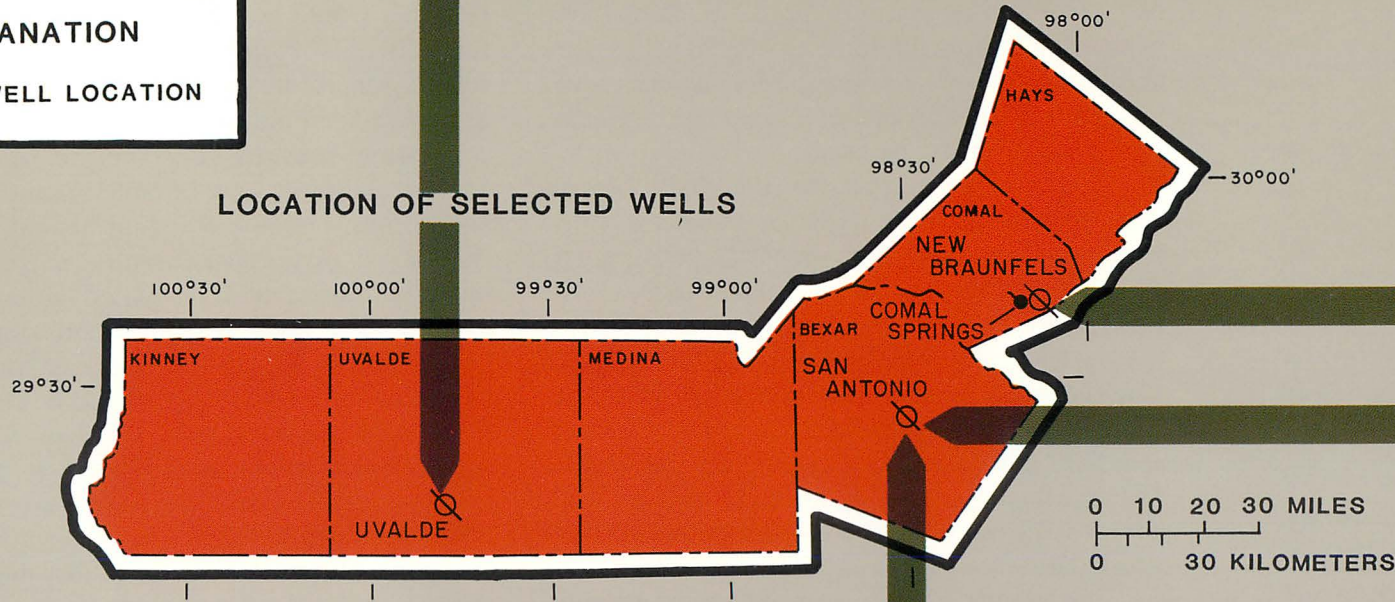 ANATION
WELL LOCATION
LOCATION OF SELECTED WELLS
98°00'
HAYS
98°30'
30°00'
COMAL
NEW
BRAUNFELS
100°30'
100°00'
99°30'
99°00'
COMAL
SPRINGS
BEXAR
KINNEY
UVALDE
MEDINA
SAN
ANTONIO
29°30'
UVALDE
0 10 20 30 MILES
0 30 KILOMETERS